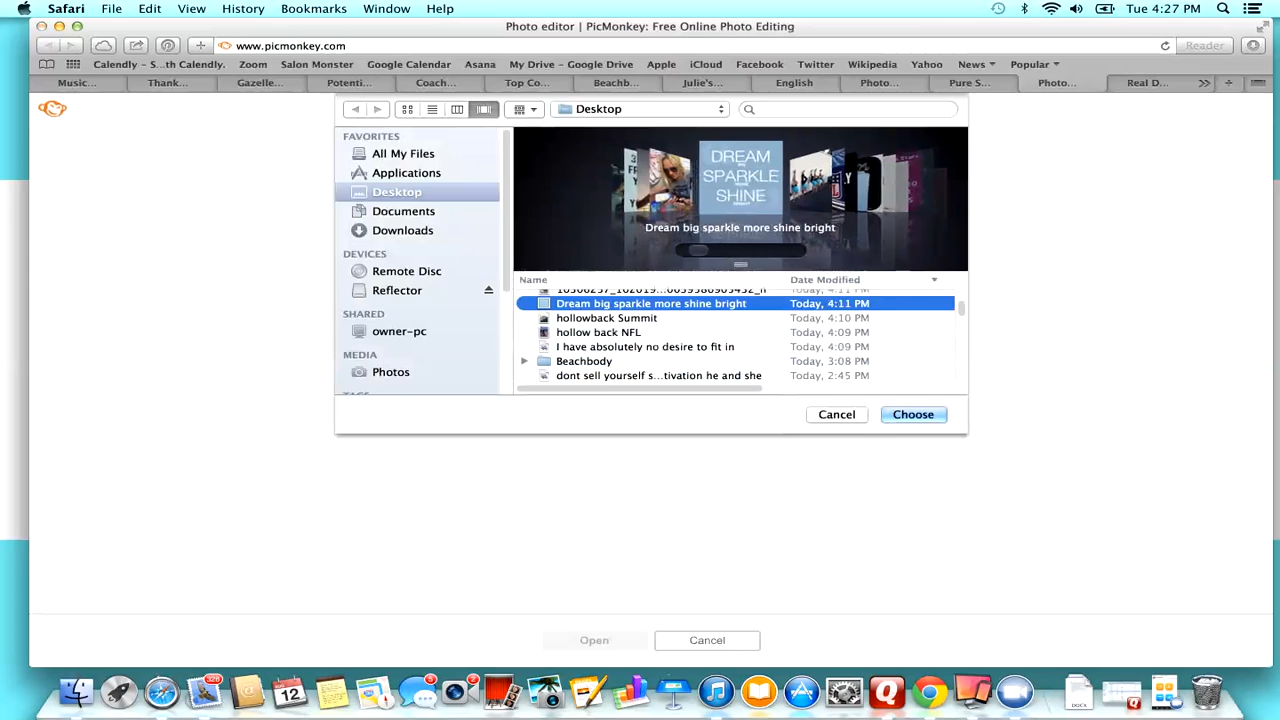 Safari File Edit View History Bookmarks Window Help Tue 4:27 PM
Photo editor | PicMonkey: Free Online Photo Editing
www.picmonkey.com Reader
Calendly - S...th Calendly. Zoom Salon Monster Google Calendar Asana My Drive - Google Drive Apple iCloud Facebook Twitter Wikipedia Yahoo News Popular
Music... Thank... Gazelle... Potenti... Coach... Top Co... Beachb... Julie's... English Photo... Pure S... Photo... Real D...
Desktop
FAVORITES
All My Files
Applications
Desktop
Documents
Downloads
DEVICES
Remote Disc
Reflector
SHARED
owner-pc
MEDIA
Photos
DREAM
BIG
SPARKLE
MORE
SHINE
BRIGHT
Dream big sparkle more shine bright
Name Date Modified
Dream big sparkle more shine bright Today, 4:11 PM
hollowback Summit Today, 4:10 PM
hollow back NFL Today, 4:09 PM
I have absolutely no desire to fit in Today, 4:09 PM
Beachbody Today, 3:08 PM
dont sell yourself s...tivation he and she Today, 2:45 PM
Cancel Choose
Open Cancel
328 12 5 2
DOCX